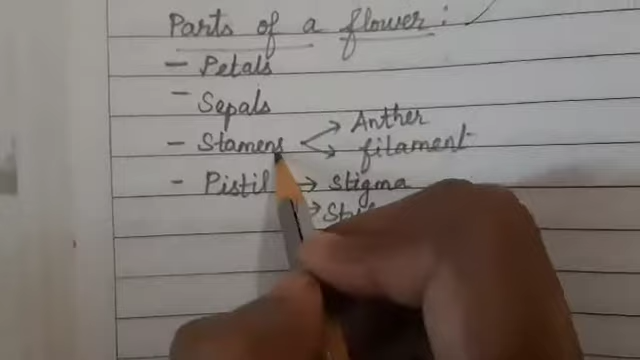 Parts of a flower :
- Petals
- Sepals
- Stamens → Anther
→ filament
- Pistil → Stigma
→